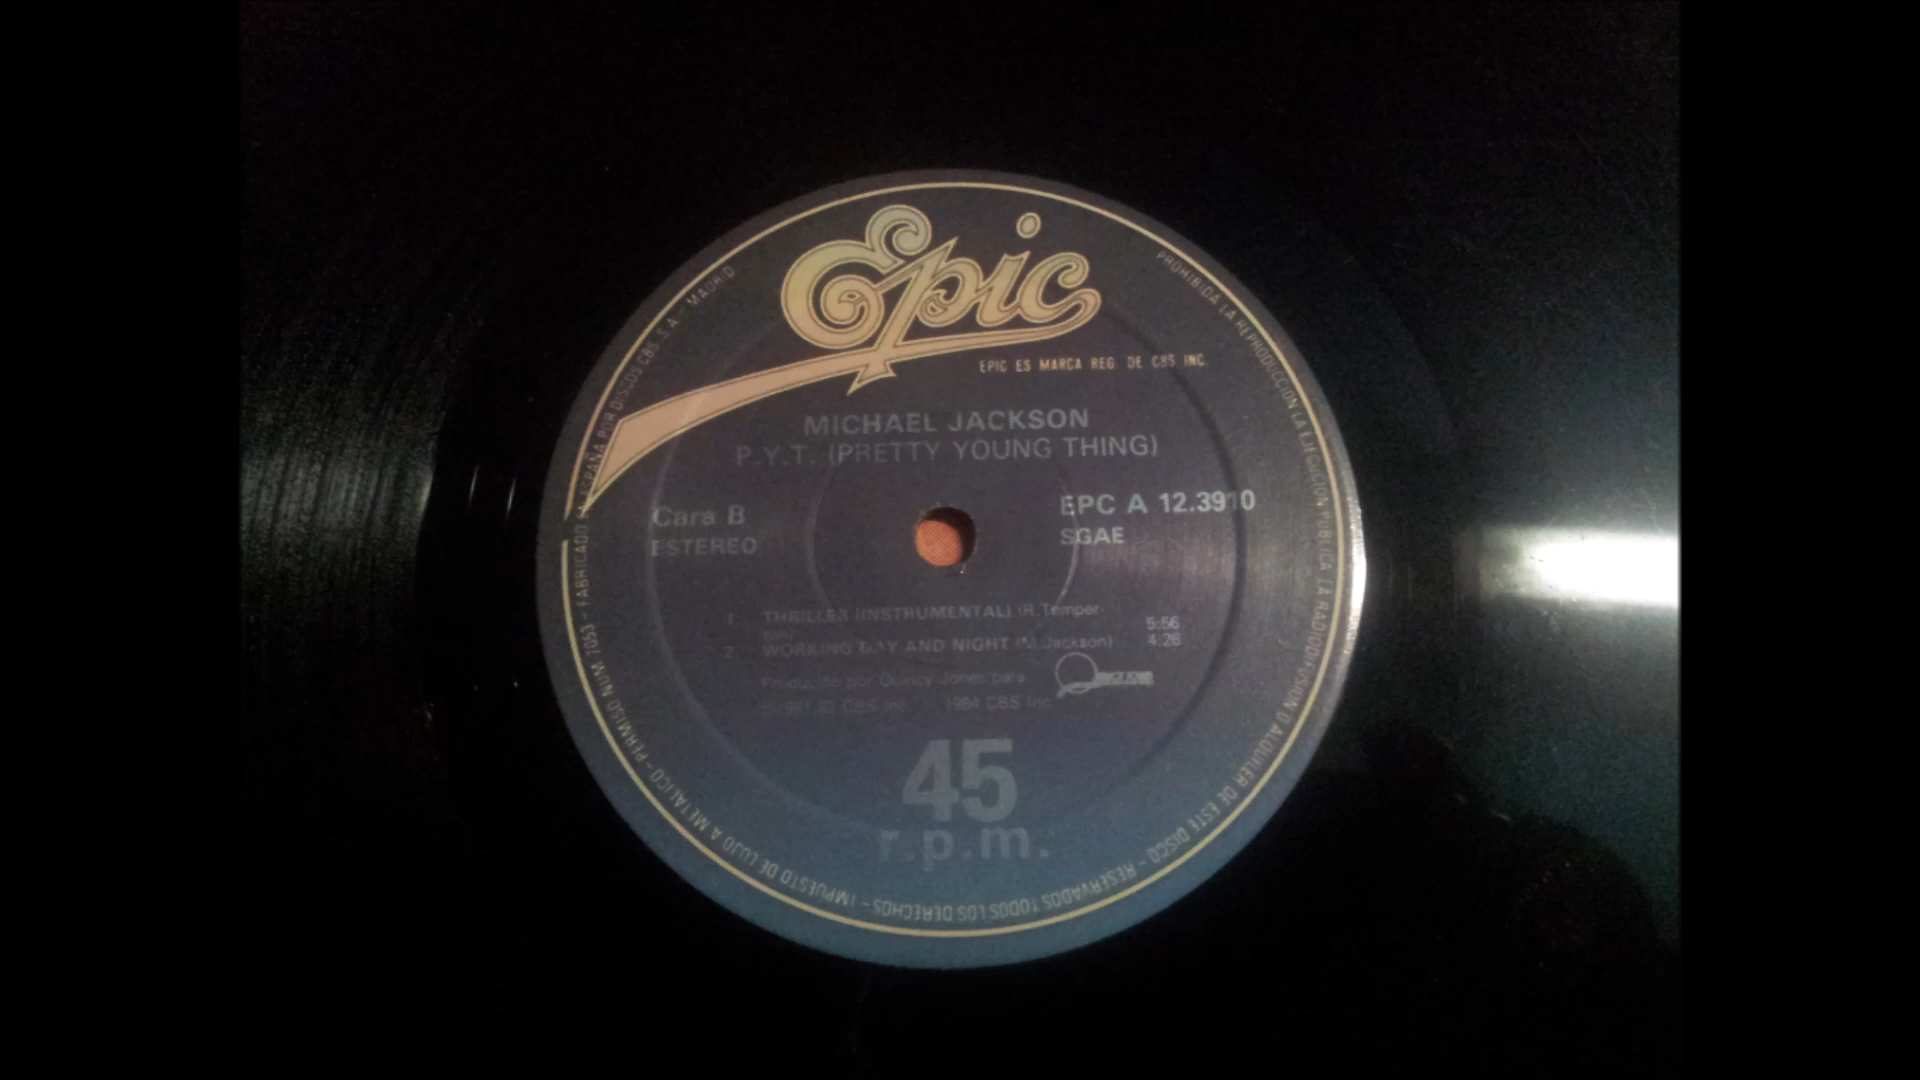 Epic
EPIC ES MARCA REG. DE CBS INC.
MICHAEL JACKSON
P.Y.T. (PRETTY YOUNG THING)
Cara B
ESTEREO
EPC A 12.3910
SGAE
1. THRILLER (INSTRUMENTAL) (R.Temper-
ton) 5:56
2. WORKING DAY AND NIGHT (M.Jackson) 4:26
Producido por Quincy Jones para
1984 CBS Inc.
45
r.p.m.
PROHIBIDA LA REPRODUCCION LA EJECUCION PUBLICA LA RADIODIFUSION O ALQUILER DE ESTE DISCO - RESERVADOS TODOS LOS DERECHOS - IMPUESTO DE LUJO A METALICO - PERMISO NUM 7053 - FABRICADO EN ESPAÑA POR DISCOS CBS. S.A - MADRID